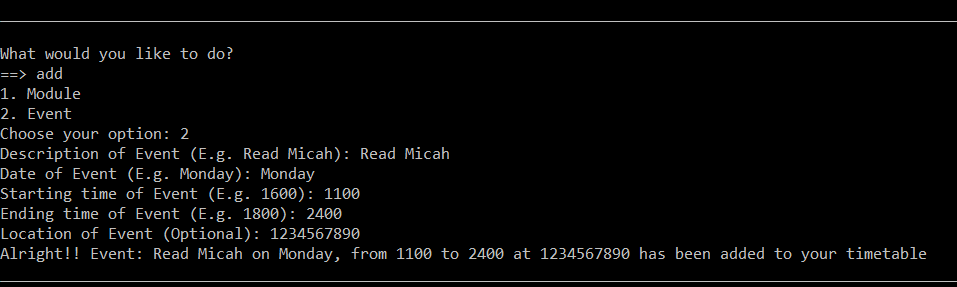 What would you like to do?
==> add
1. Module
2. Event
Choose your option: 2
Description of Event (E.g. Read Micah): Read Micah
Date of Event (E.g. Monday): Monday
Starting time of Event (E.g. 1600): 1100
Ending time of Event (E.g. 1800): 2400
Location of Event (Optional): 1234567890
Alright!! Event: Read Micah on Monday, from 1100 to 2400 at 1234567890 has been added to your timetable